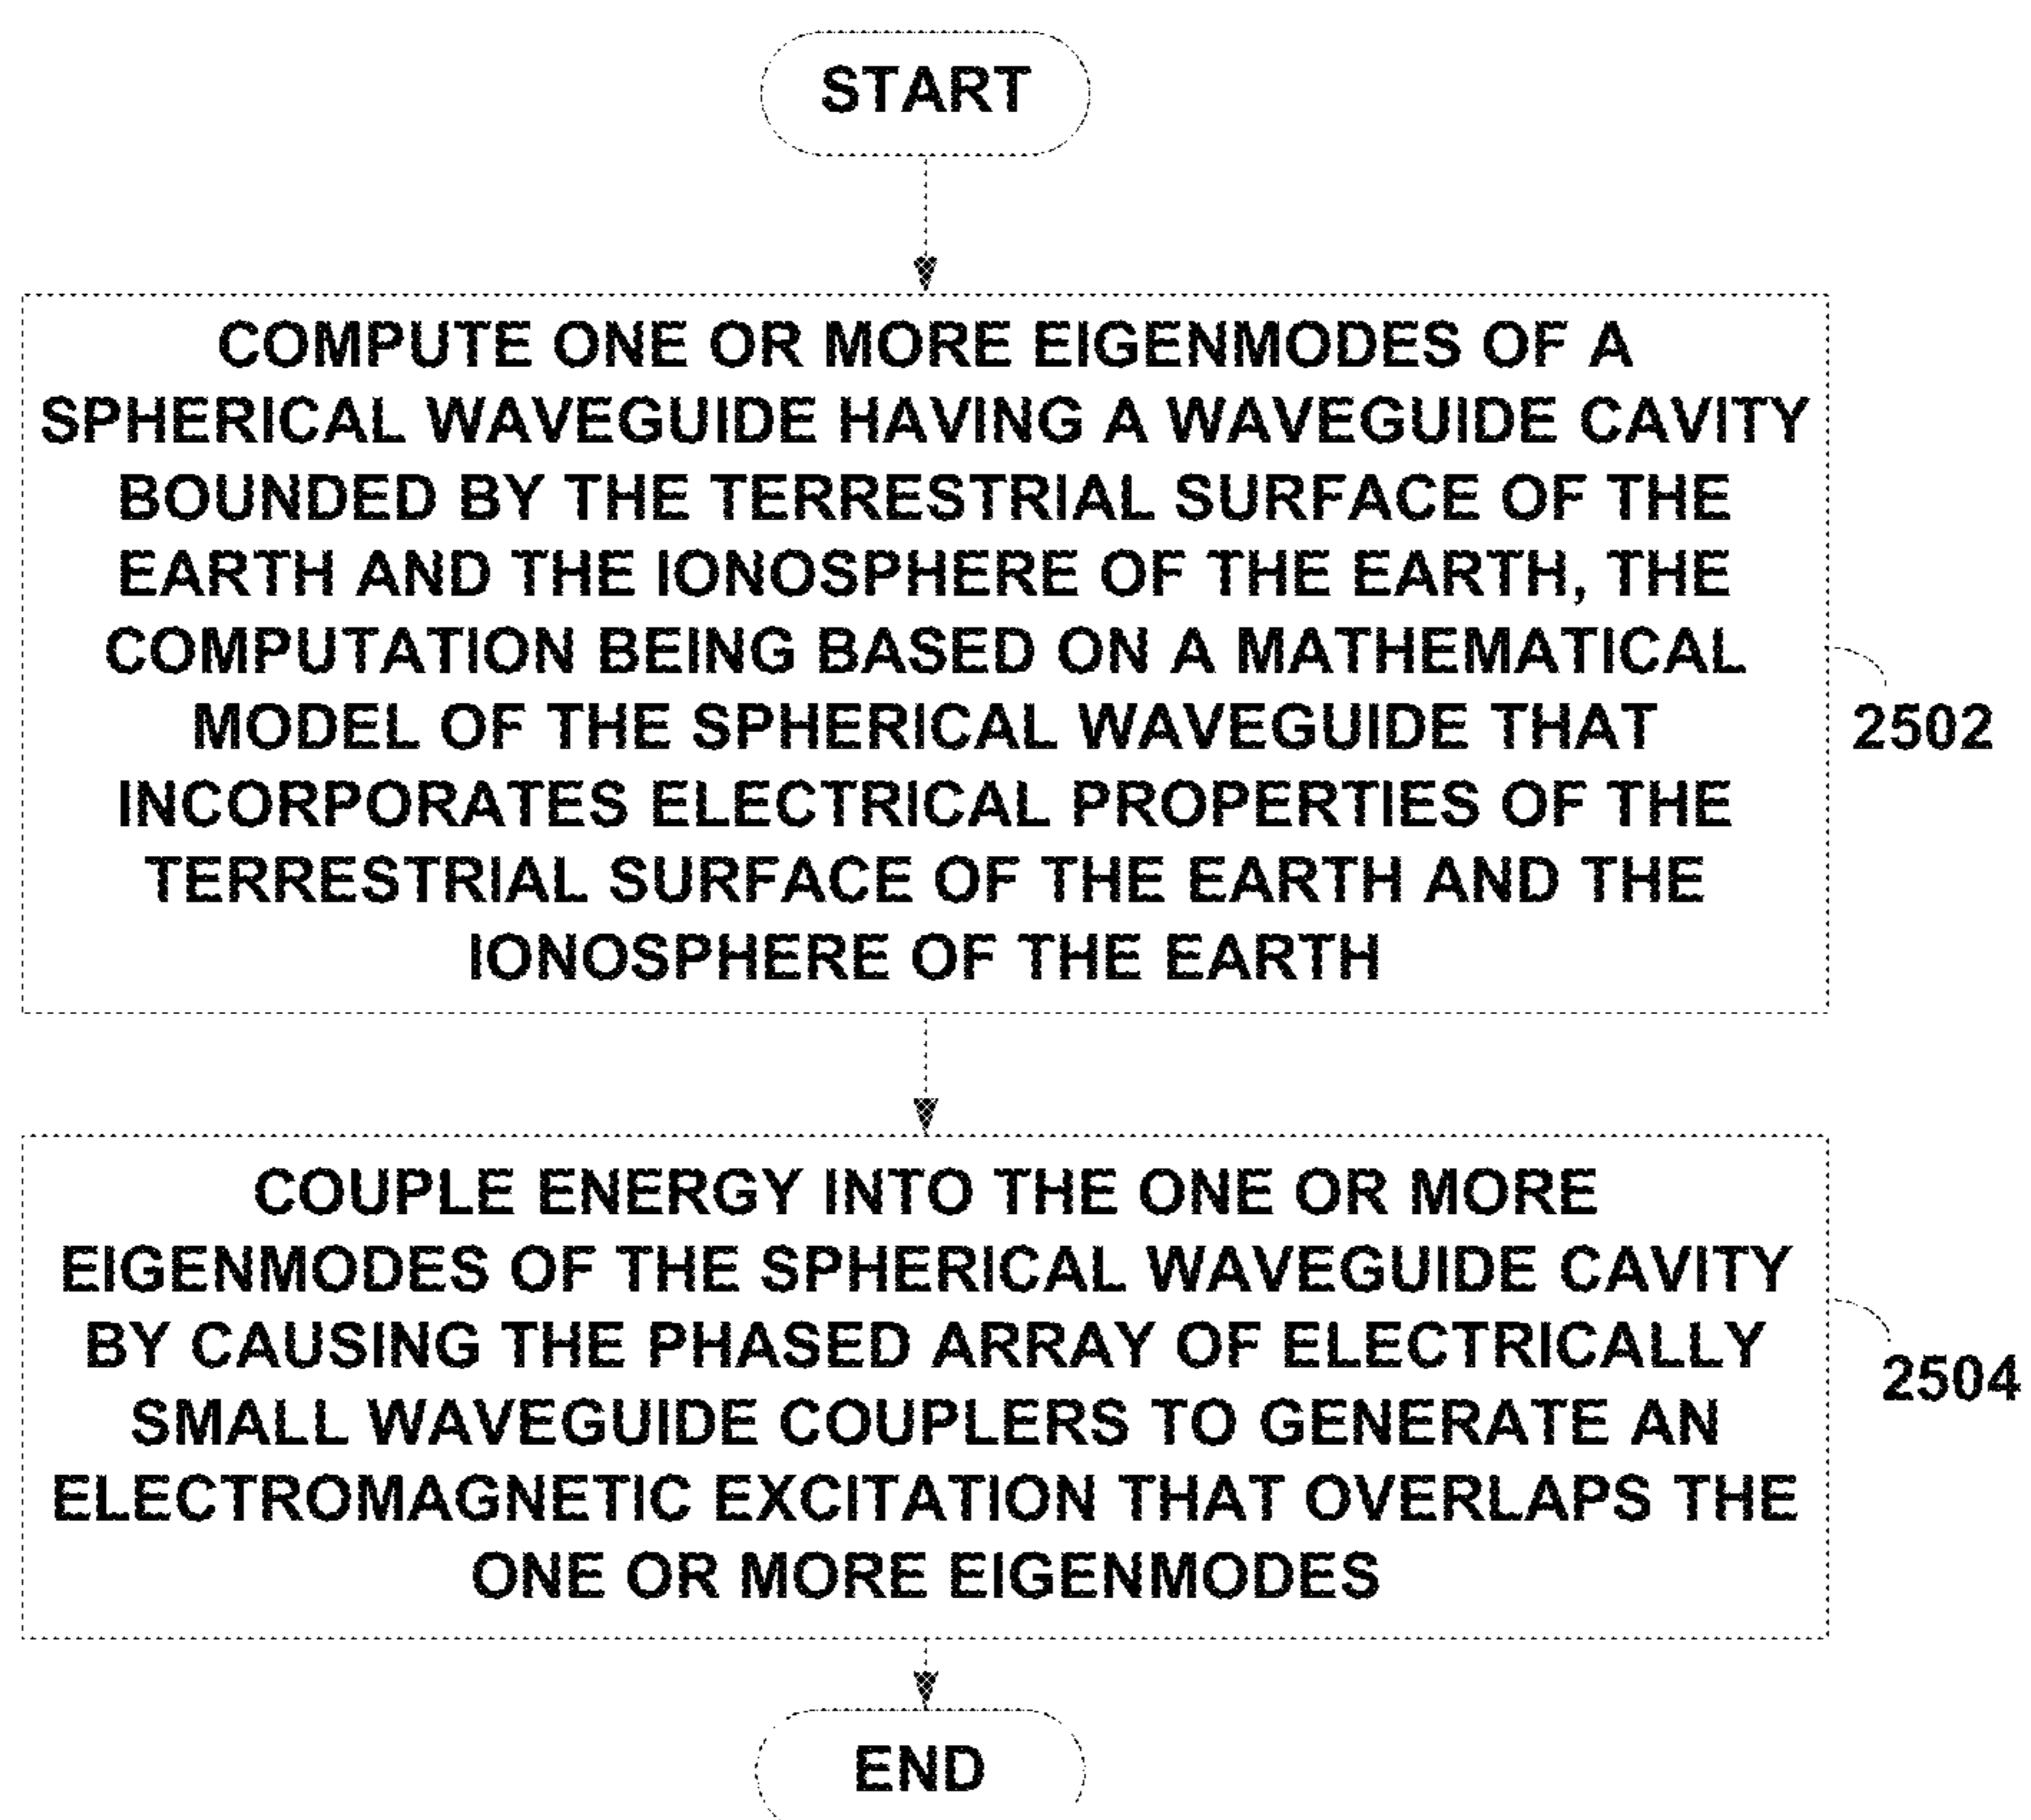 START
COMPUTE ONE OR MORE EIGENMODES OF A
SPHERICAL WAVEGUIDE HAVING A WAVEGUIDE CAVITY
BOUNDED BY THE TERRESTRIAL SURFACE OF THE
EARTH AND THE IONOSPHERE OF THE EARTH, THE
COMPUTATION BEING BASED ON A MATHEMATICAL
MODEL OF THE SPHERICAL WAVEGUIDE THAT
INCORPORATES ELECTRICAL PROPERTIES OF THE
TERRESTRIAL SURFACE OF THE EARTH AND THE
IONOSPHERE OF THE EARTH
2502
COUPLE ENERGY INTO THE ONE OR MORE
EIGENMODES OF THE SPHERICAL WAVEGUIDE CAVITY
BY CAUSING THE PHASED ARRAY OF ELECTRICALLY
SMALL WAVEGUIDE COUPLERS TO GENERATE AN
ELECTROMAGNETIC EXCITATION THAT OVERLAPS THE
ONE OR MORE EIGENMODES
2504
END